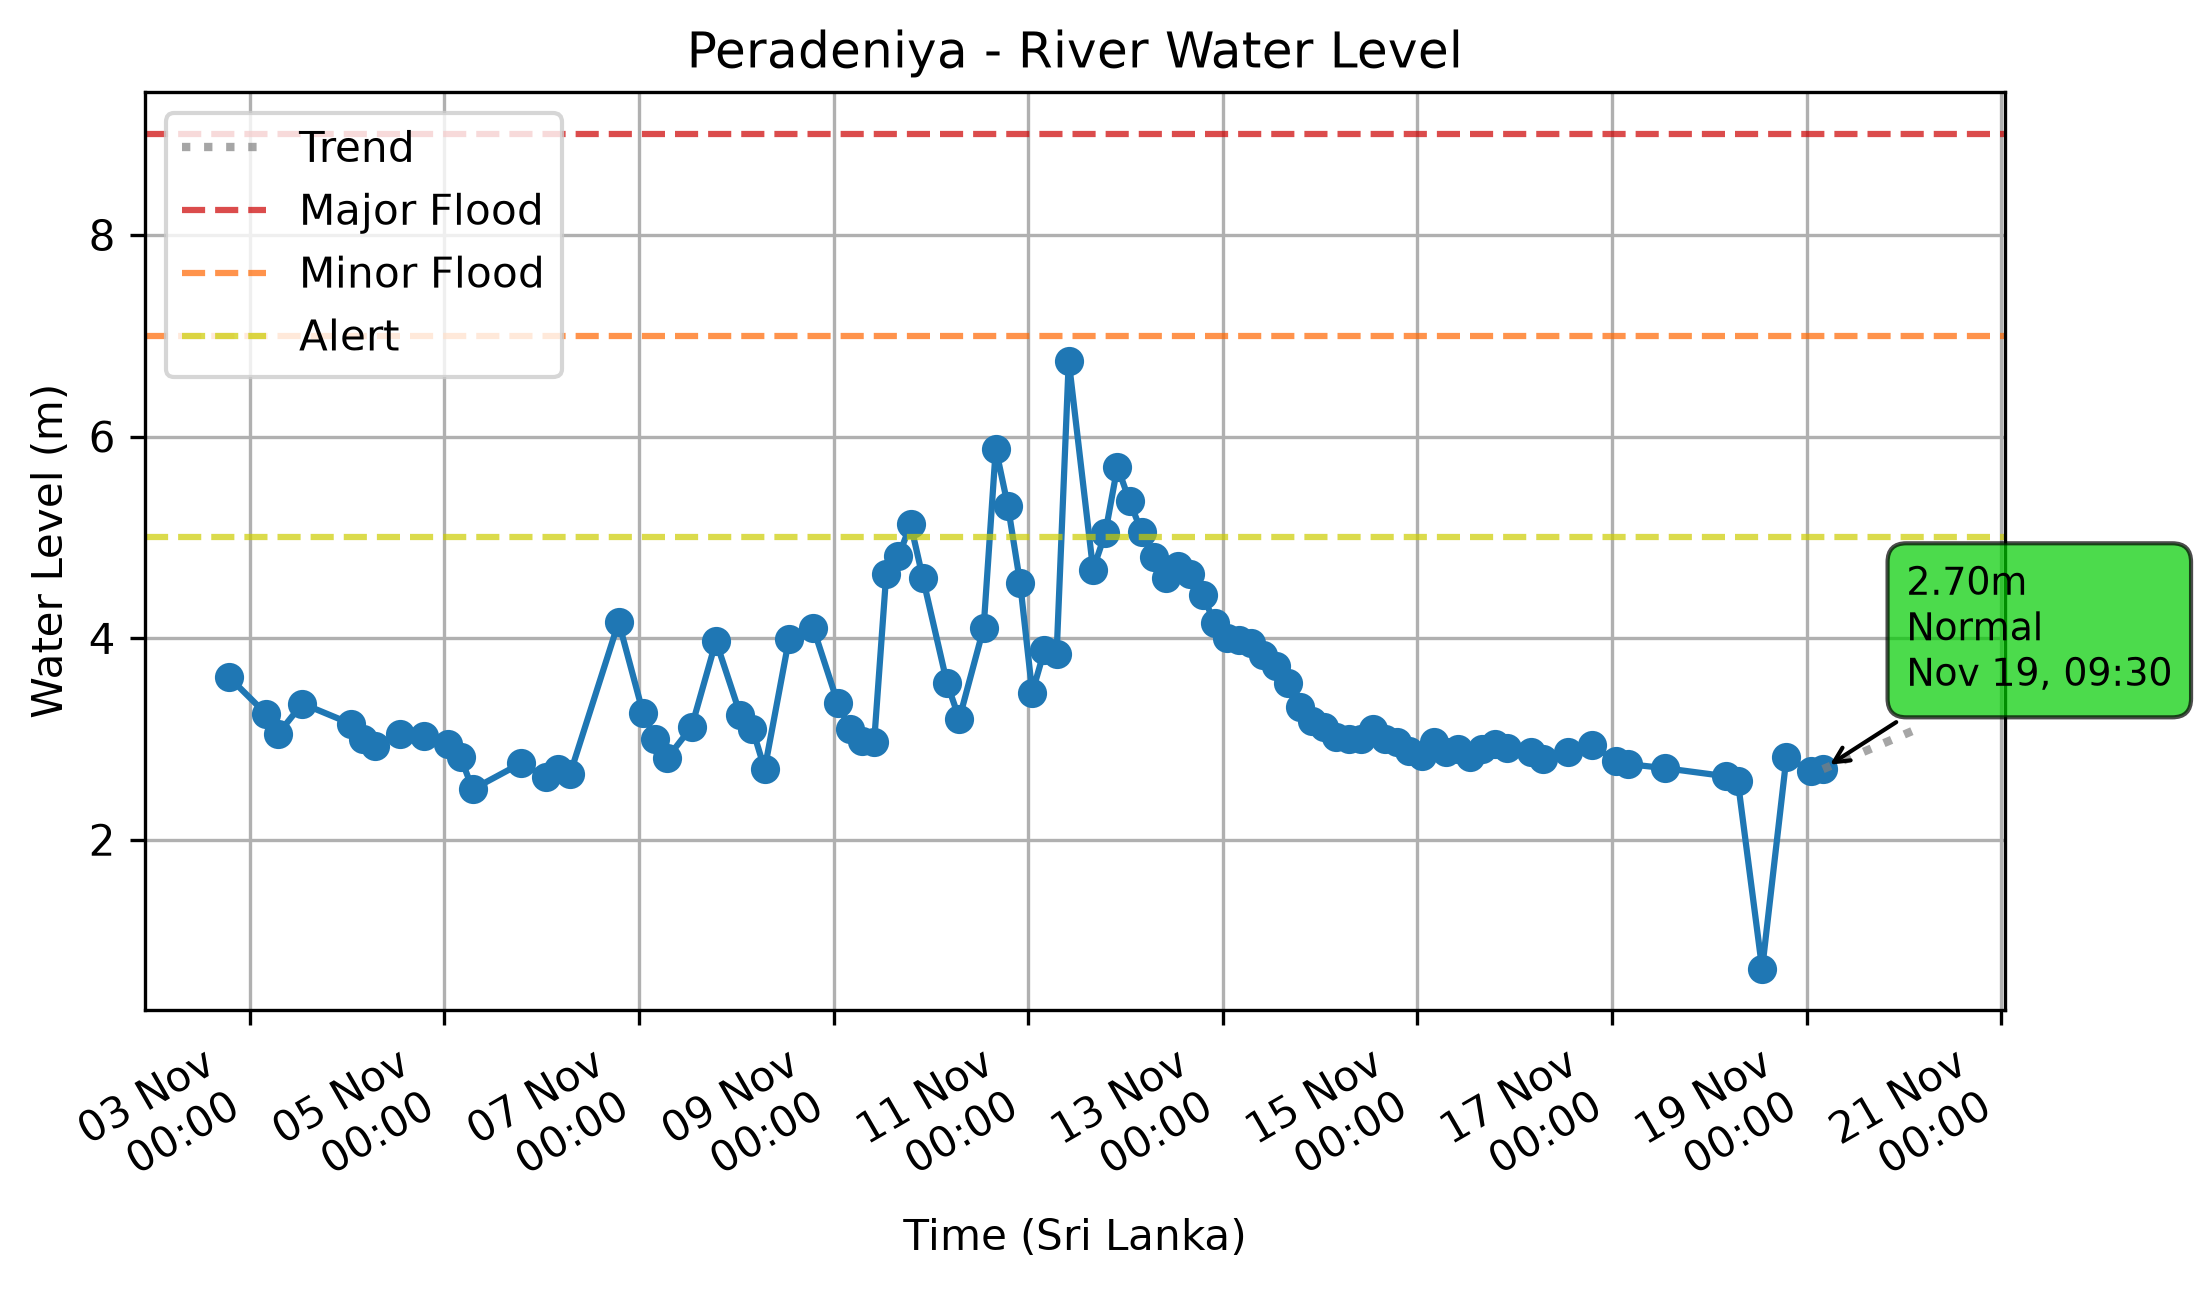 Peradeniya - River Water Level
Trend
Major Flood
Minor Flood
Alert
Water Level (m)
8
6
4
2
2.70m
Normal
Nov 19, 09:30
03 Nov
00:00
05 Nov
00:00
07 Nov
00:00
09 Nov
00:00
11 Nov
00:00
13 Nov
00:00
15 Nov
00:00
17 Nov
00:00
19 Nov
00:00
21 Nov
00:00
Time (Sri Lanka)